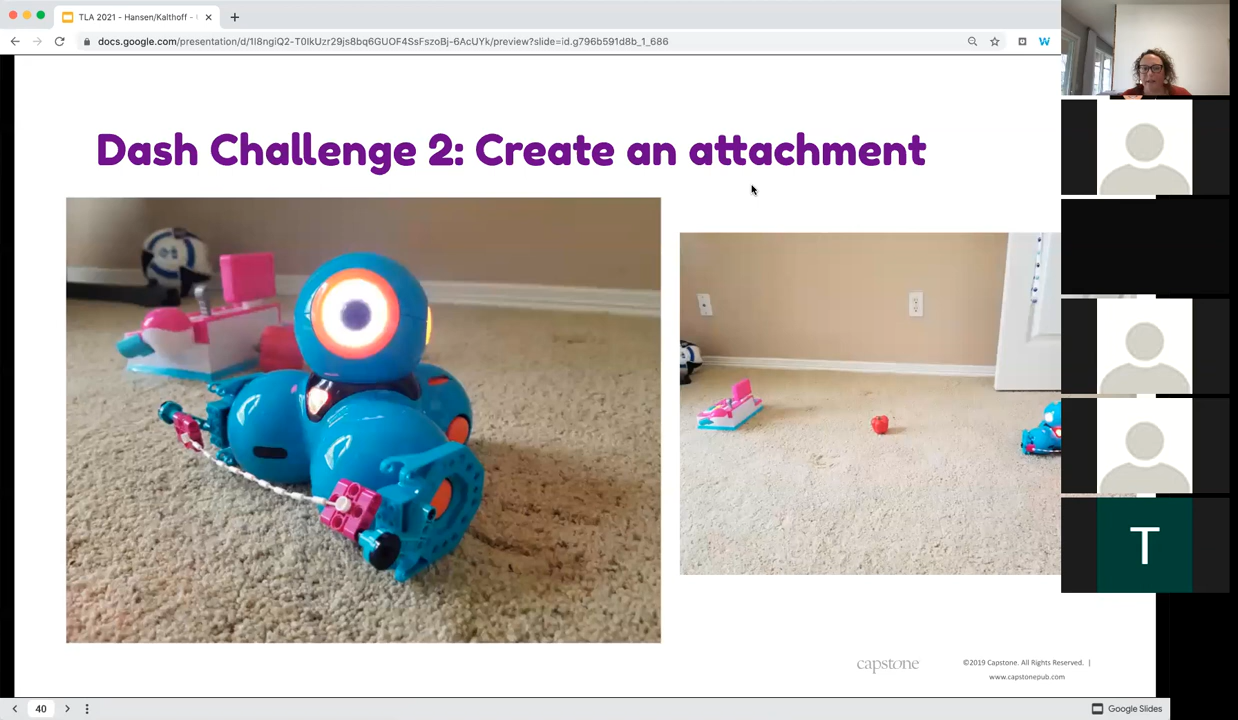 TLA 2021 - Hansen/Kalthoff -
docs.google.com/presentation/d/1I8ngiQ2-T0IkUzr29js8bq6GUOF4SsFszoBj-6AcUYk/preview?slide=id.g796b591d8b_1_686
W
Dash Challenge 2: Create an attachment
T
capstone
©2019 Capstone. All Rights Reserved. |
www.capstonepub.com
40
Google Slides